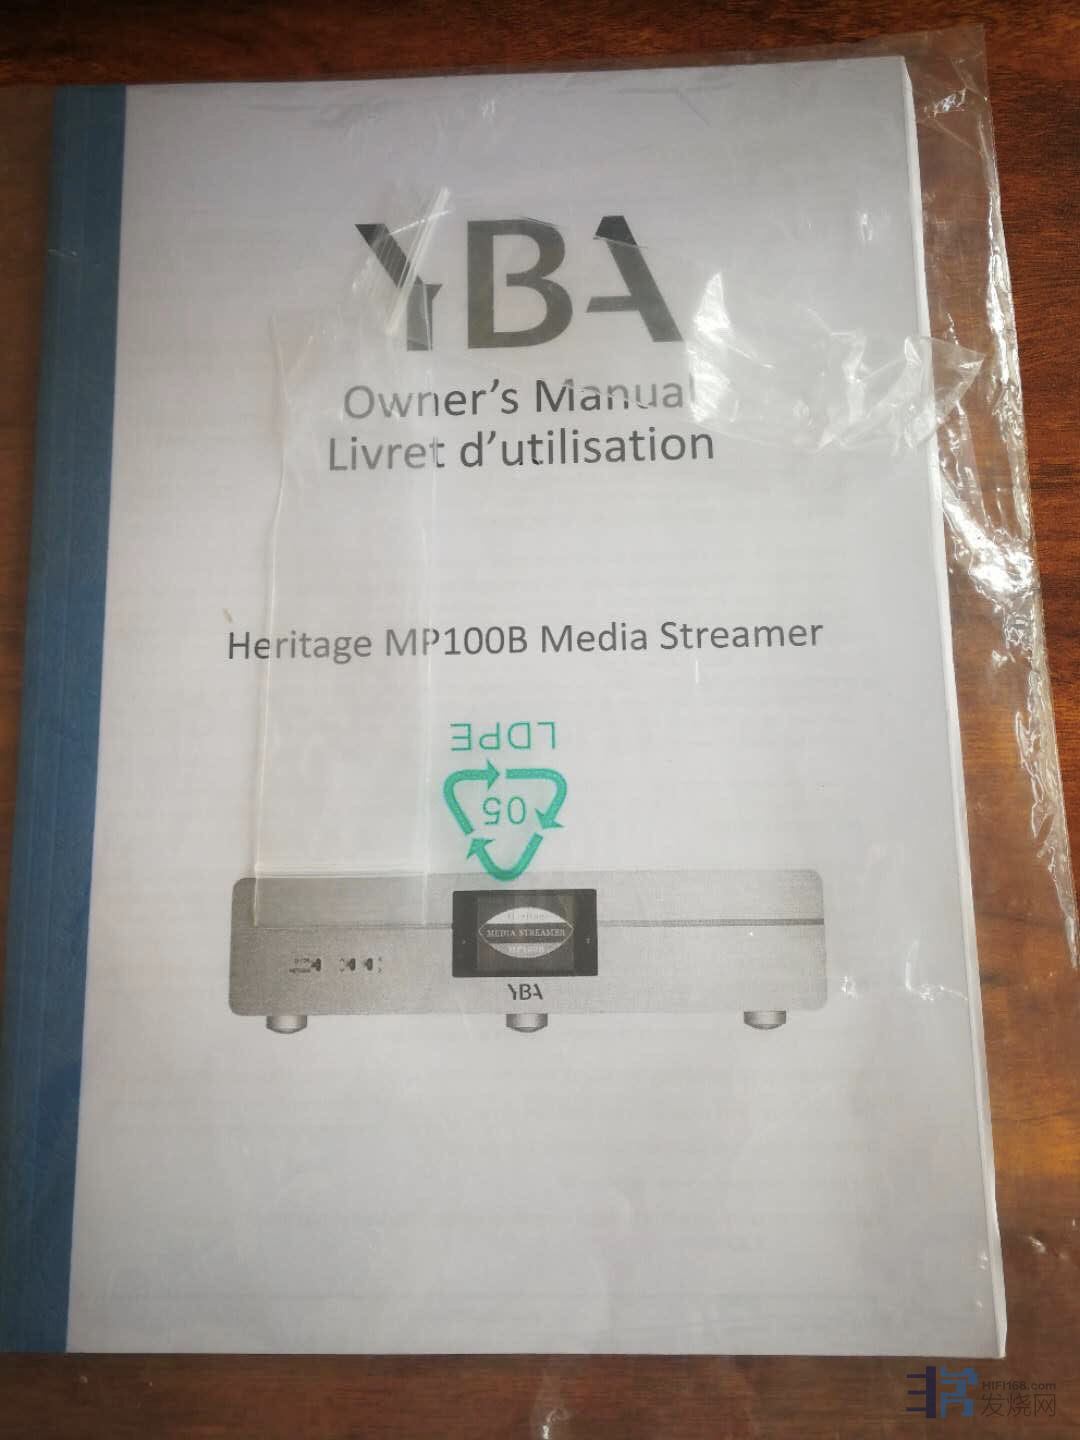 YBA
Owner's Manual
Livret d'utilisation
Heritage MP100B Media Streamer
LDPE
05
MEDIA STREAMER
MP100B
YBA
HIFI168.com
发烧网